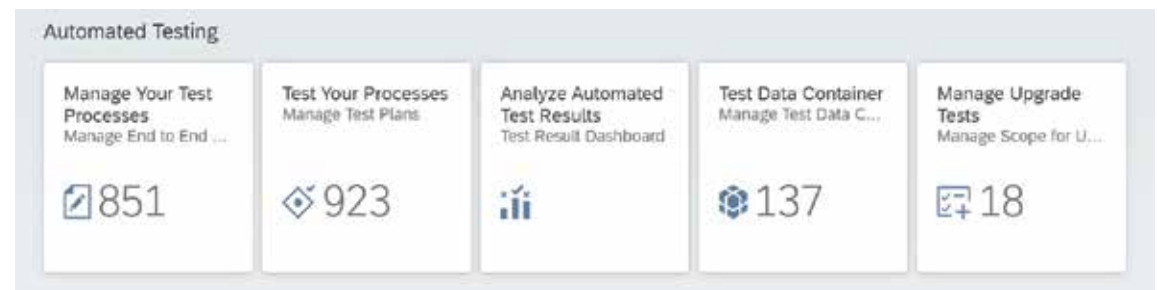 Automated Testing
Manage Your Test
Processes
Manage End to End ...
851
Test Your Processes
Manage Test Plans
923
Analyze Automated
Test Results
Test Result Dashboard
Test Data Container
Manage Test Data C...
137
Manage Upgrade
Tests
Manage Scope for U...
18